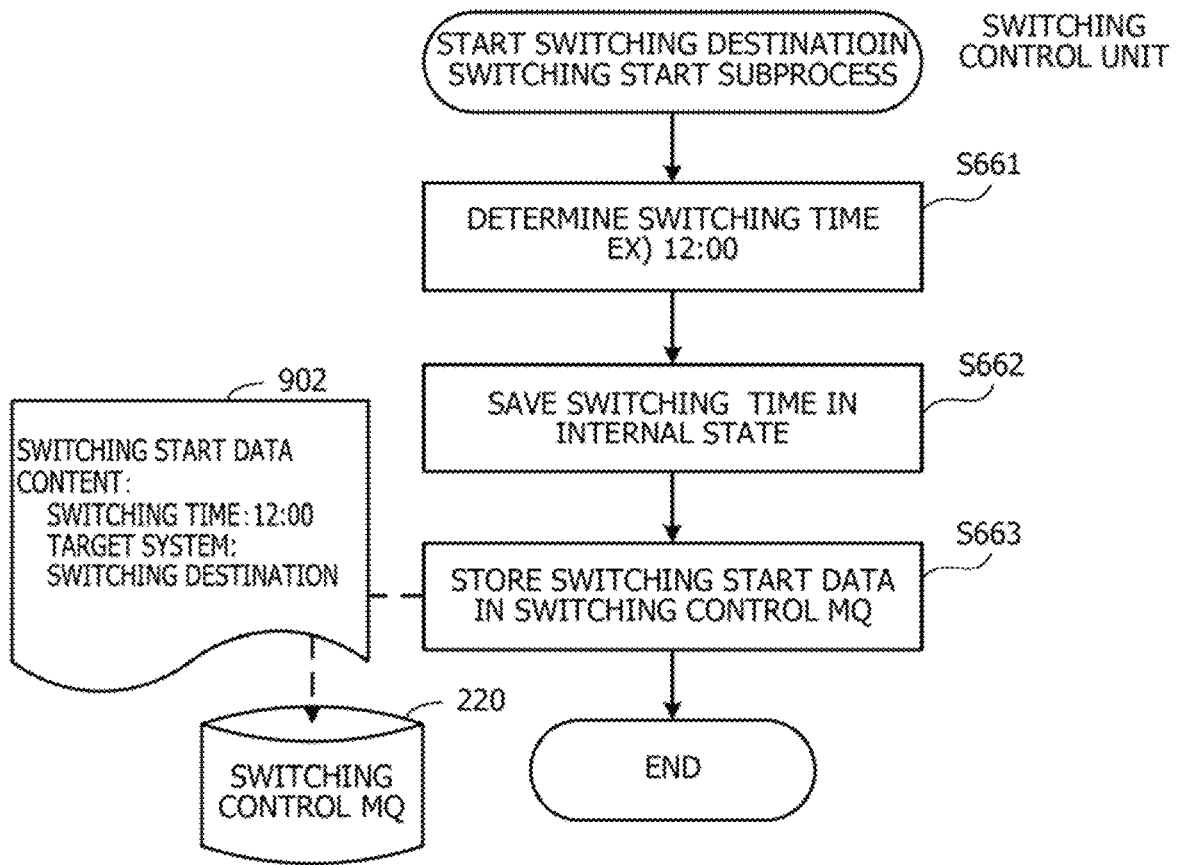 START SWITCHING DESTINATIOIN
SWITCHING START SUBPROCESS
SWITCHING
CONTROL UNIT
S661
DETERMINE SWITCHING TIME
EX) 12:00
S662
SAVE SWITCHING TIME IN
INTERNAL STATE
902
SWITCHING START DATA
CONTENT:
SWITCHING TIME:12:00
TARGET SYSTEM:
SWITCHING DESTINATION
S663
STORE SWITCHING START DATA
IN SWITCHING CONTROL MQ
220
SWITCHING
CONTROL MQ
END